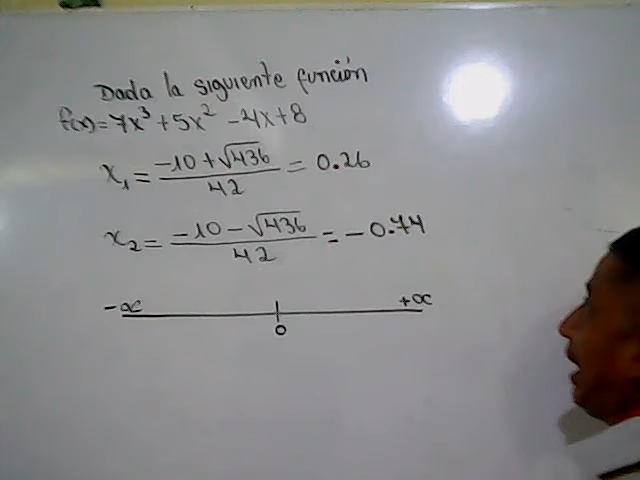 Dada la siguiente función
f(x)=7x³+5x²-4x+8
x₁ = (-10+√436)/42 = 0.26
x₂ = (-10-√436)/42 = -0.74
-∝ +∝
0